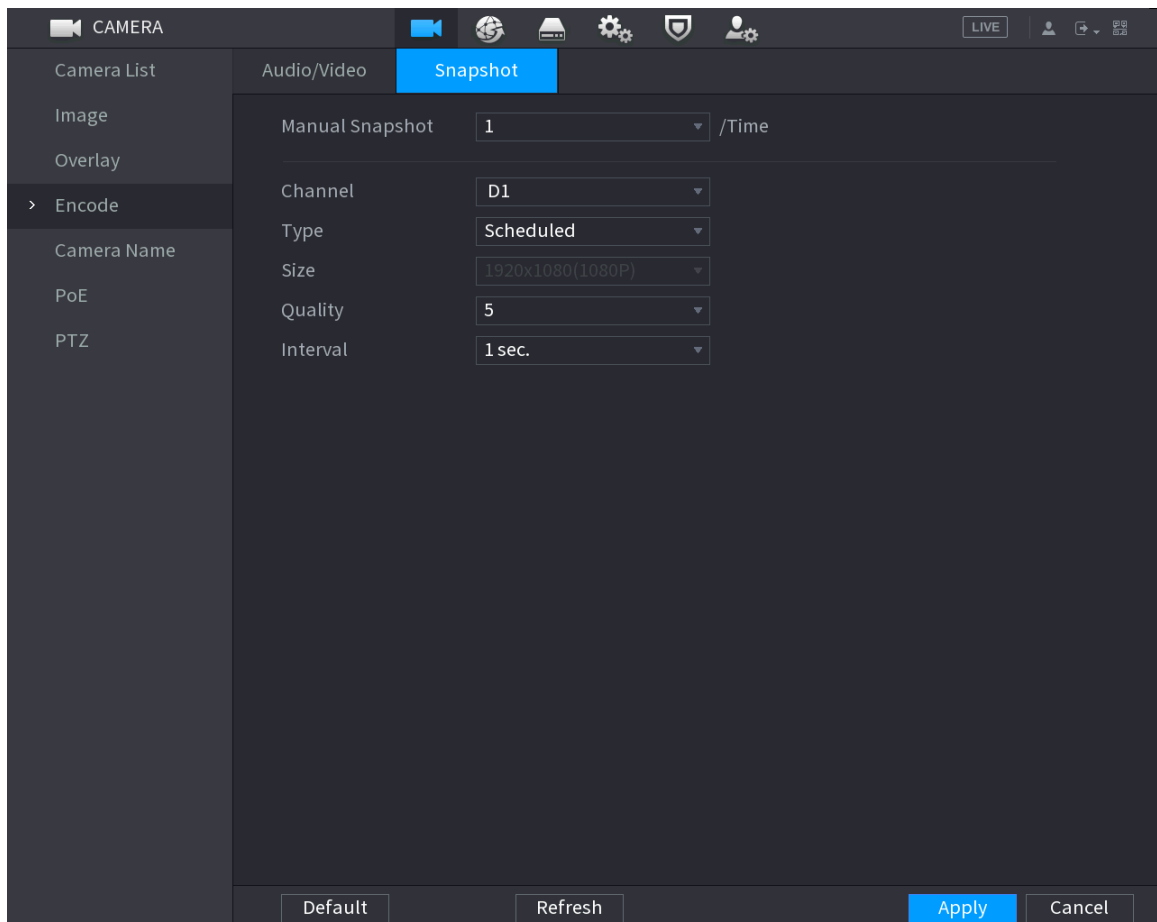 CAMERA
LIVE
Camera List
Image
Overlay
Encode
Camera Name
PoE
PTZ
Audio/Video Snapshot
Manual Snapshot 1 /Time
Channel D1
Type Scheduled
Size 1920x1080(1080P)
Quality 5
Interval 1 sec.
Default Refresh Apply Cancel